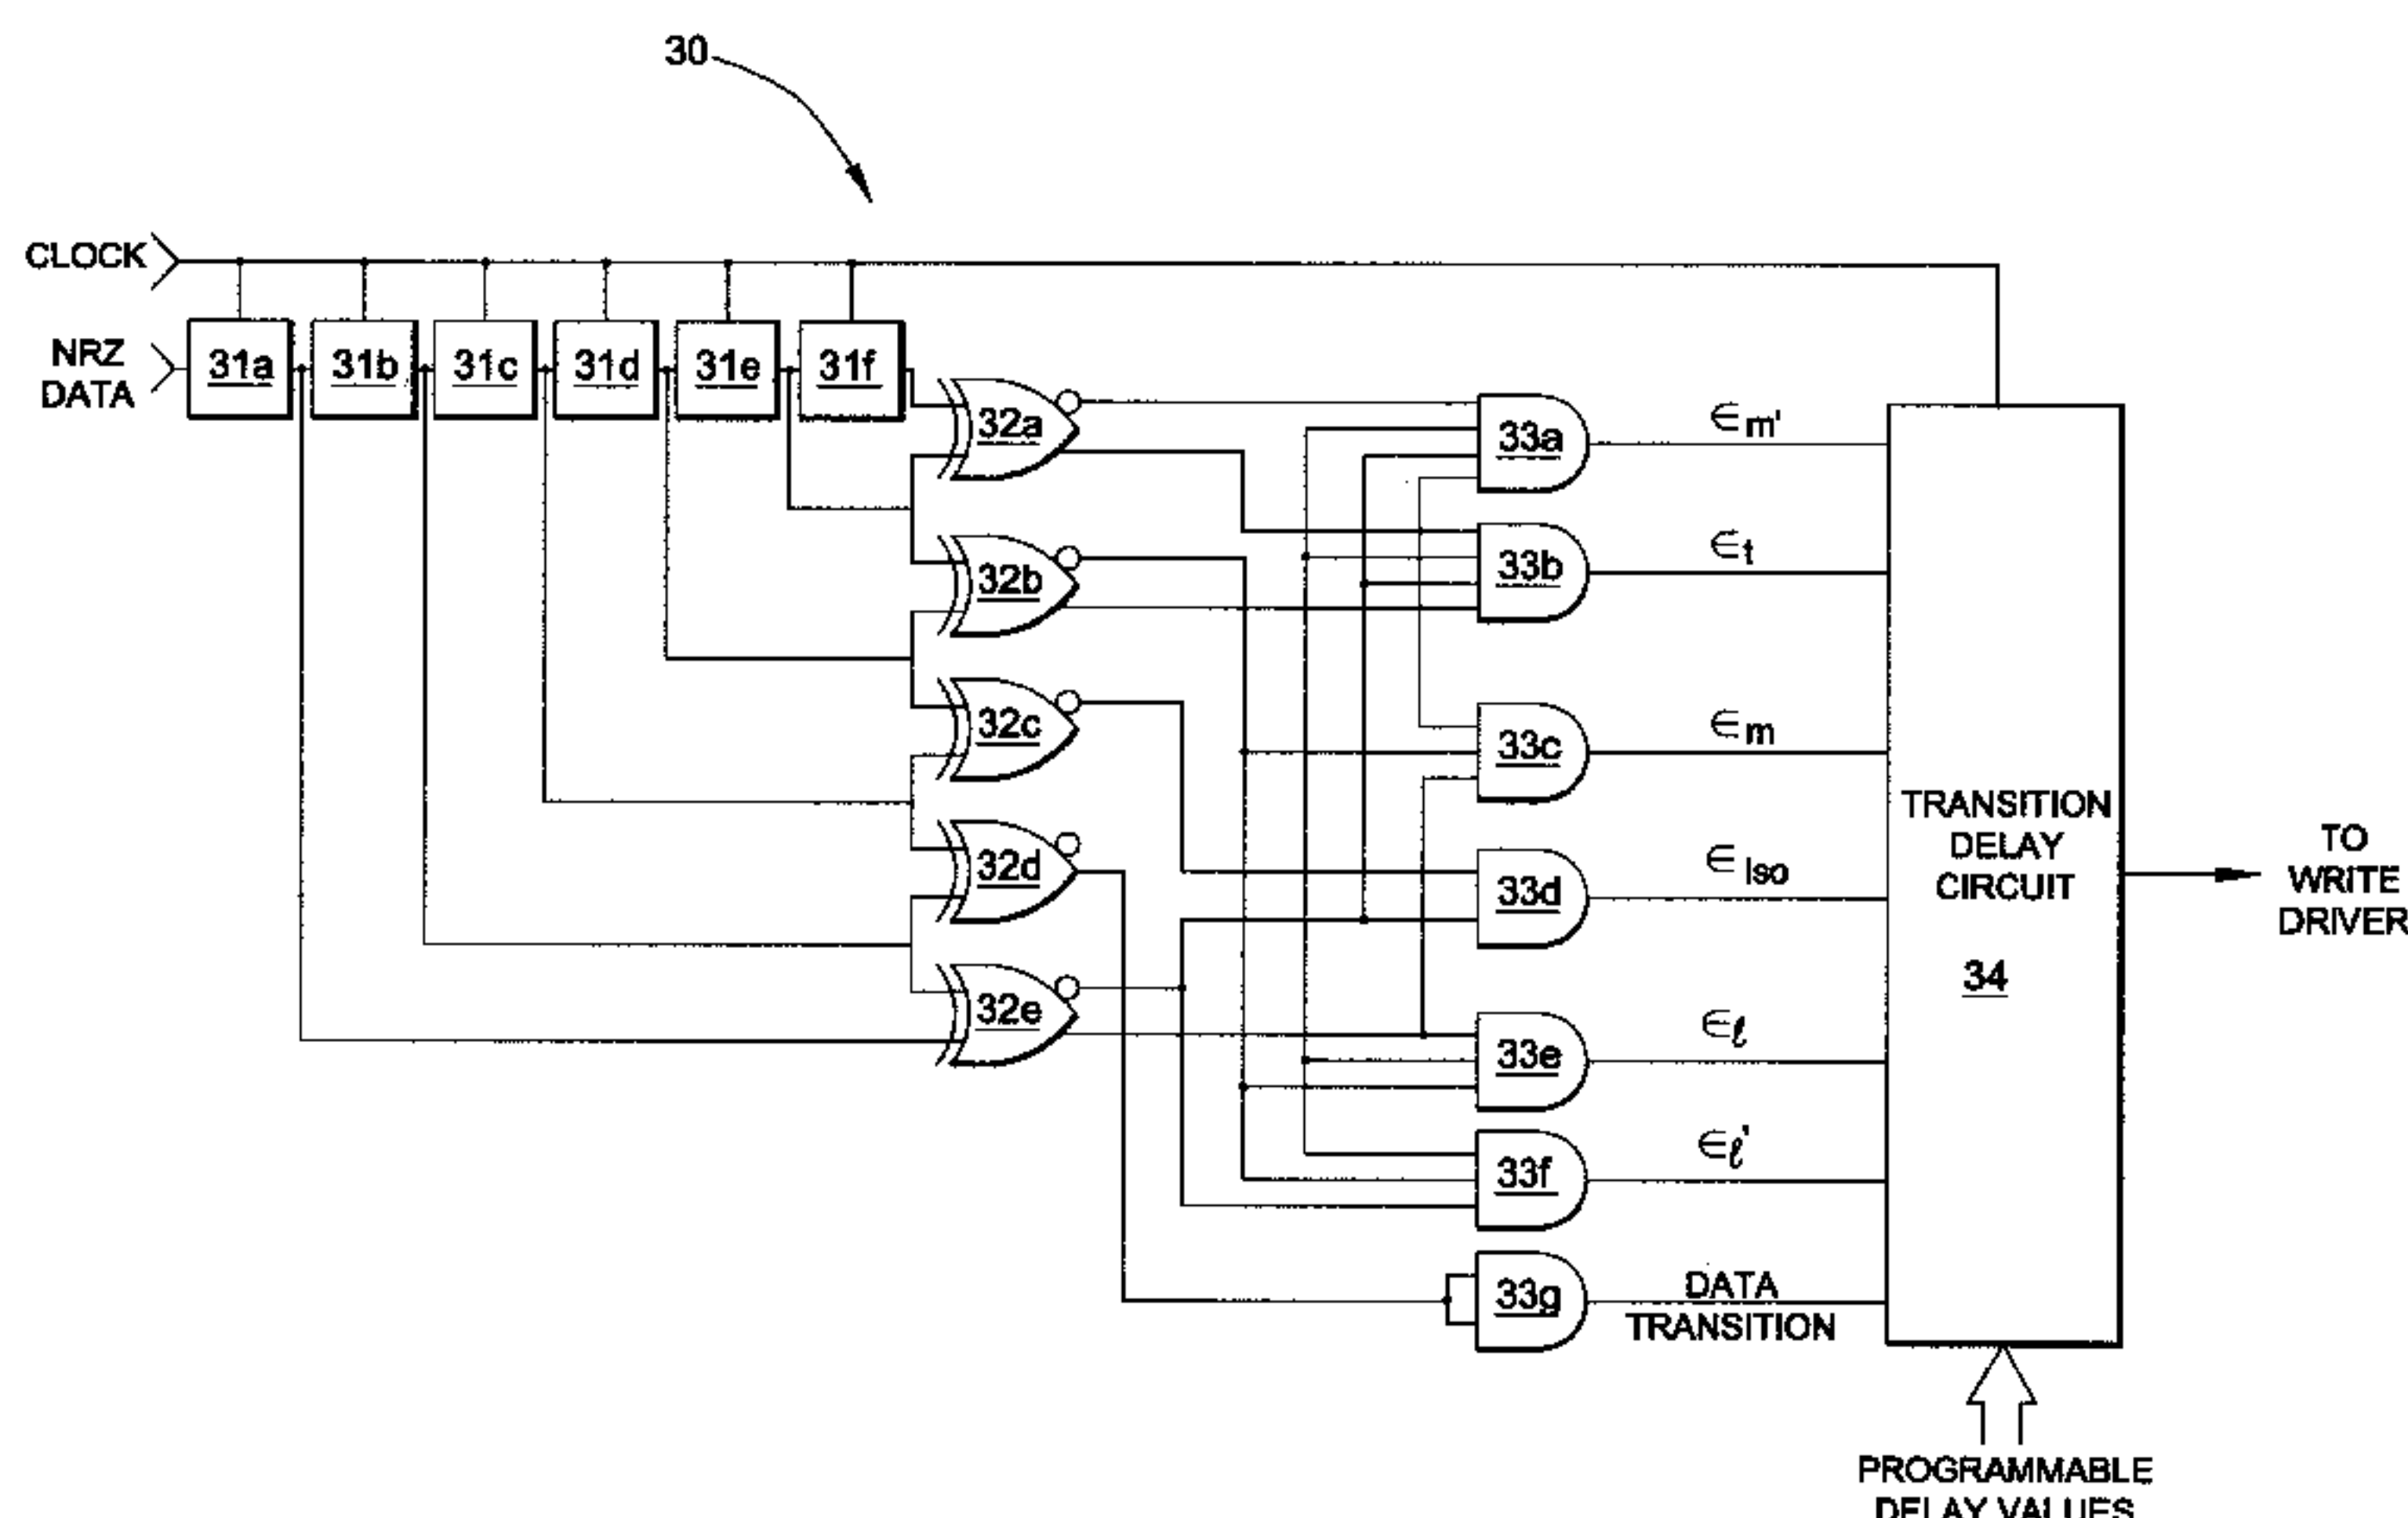 30
CLOCK
NRZ
DATA
31a
31b
31c
31d
31e
31f
32a
32b
32c
32d
32e
33a
33b
33c
33d
33e
33f
33g
∈m'
∈t
∈m
∈Iso
∈ℓ
∈ℓ'
DATA
TRANSITION
TRANSITION
DELAY
CIRCUIT
34
TO
WRITE
DRIVER
PROGRAMMABLE
DELAY VALUES